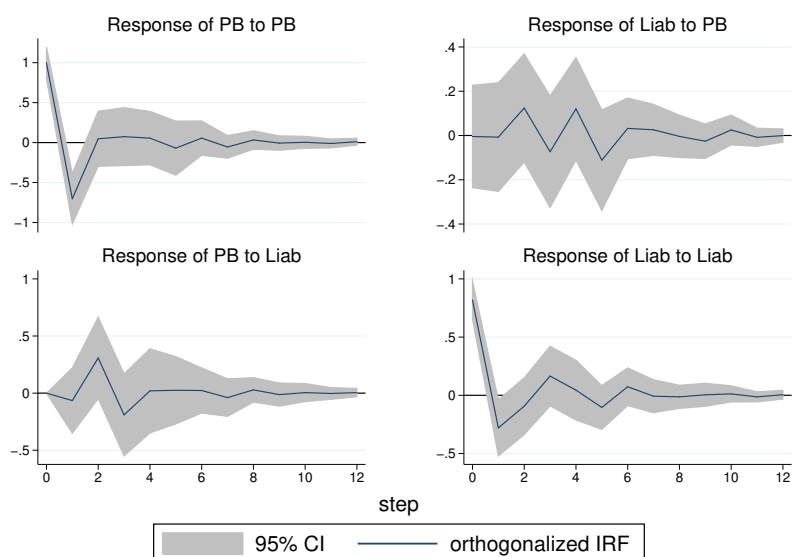 Response of PB to PB
Response of Liab to PB
1
.5
0
-.5
-1
.4
.2
0
-.2
-.4
Response of PB to Liab
Response of Liab to Liab
1
.5
0
-.5
1
.5
0
-.5
0 2 4 6 8 10 12
0 2 4 6 8 10 12
step
95% CI orthogonalized IRF